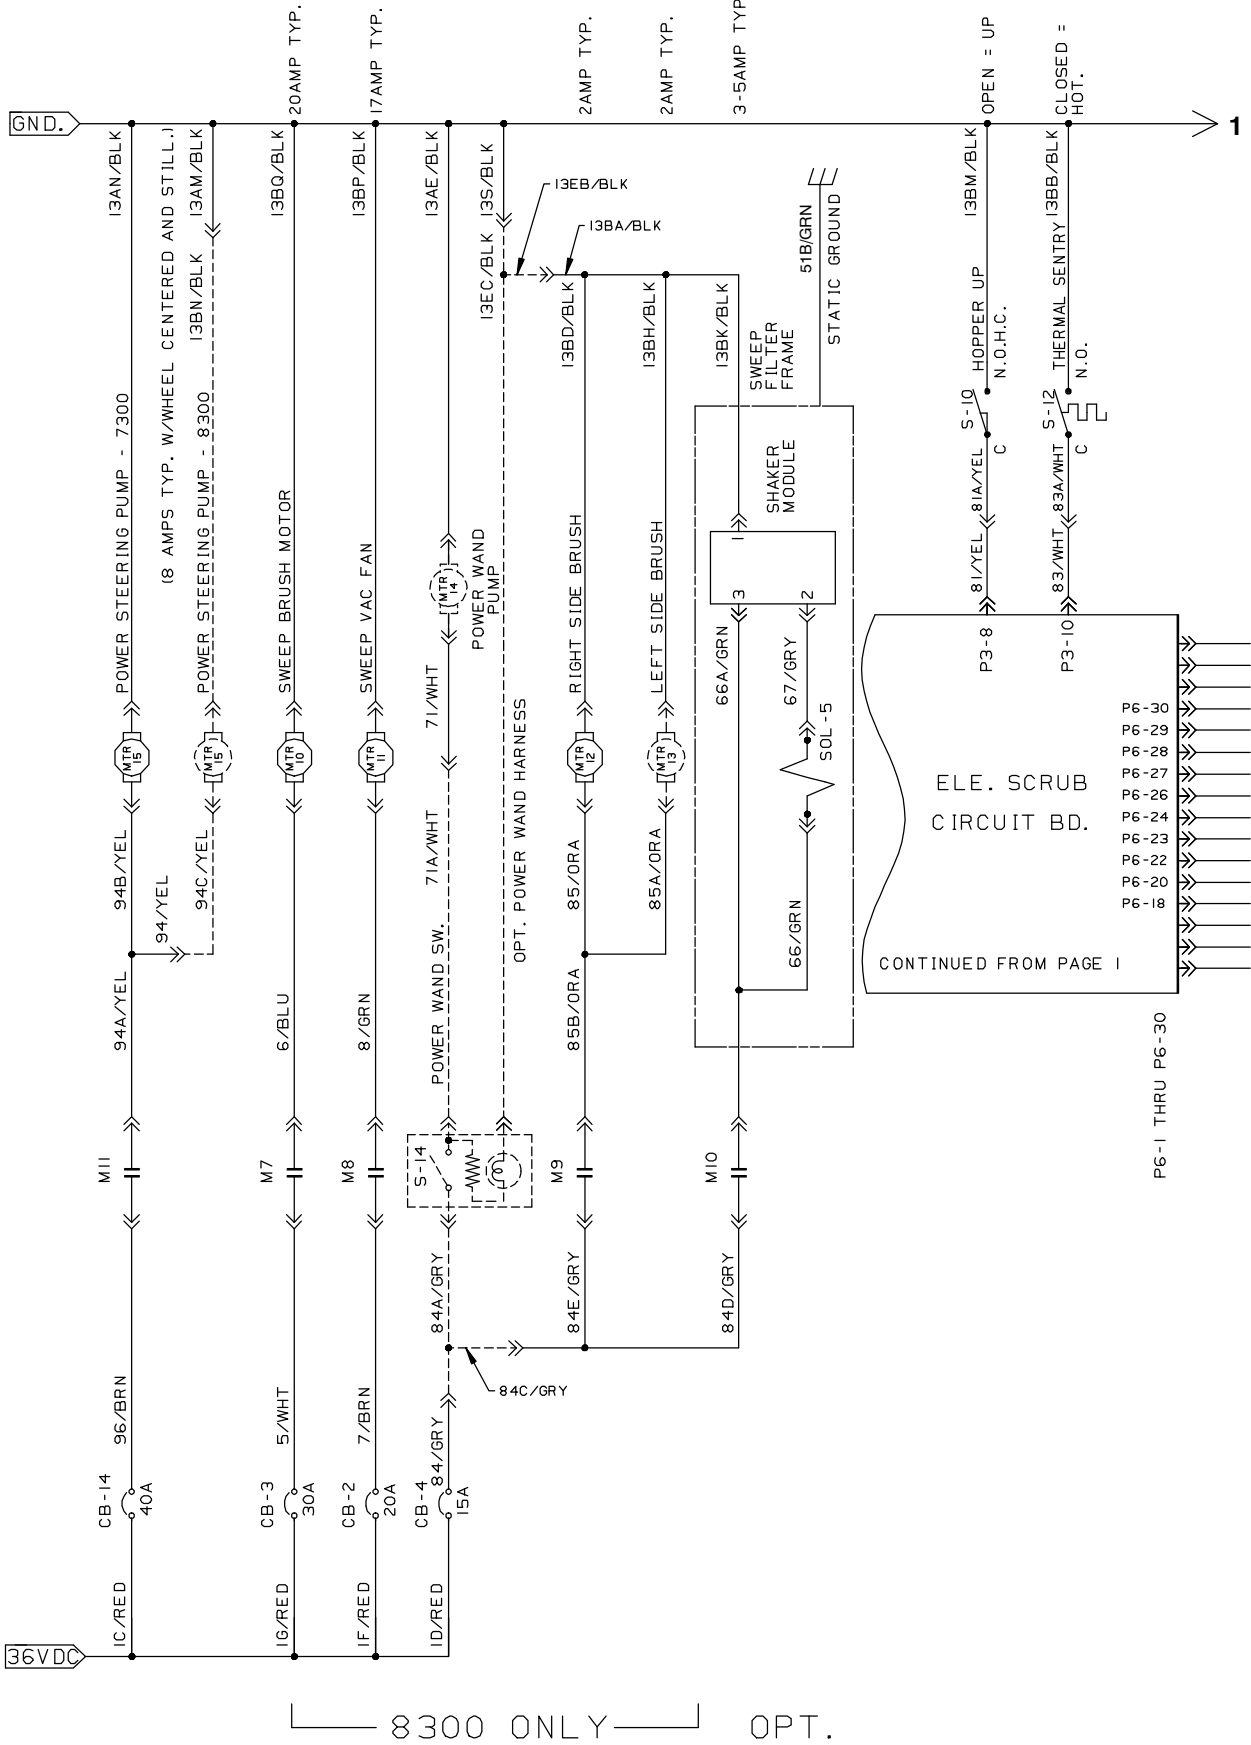 20AMP TYP.
17AMP TYP.
2AMP TYP.
2AMP TYP.
3-5AMP TYP
OPEN = UP
CLOSED =
HOT.
GND.
1
13AN/BLK
(8 AMPS TYP. W/WHEEL CENTERED AND STILL.)
13AM/BLK
13BQ/BLK
13BP/BLK
13AE/BLK
13S/BLK
13EB/BLK
13BA/BLK
13BM/BLK
13BB/BLK
13BN/BLK
13EC/BLK
13BD/BLK
13BH/BLK
13BK/BLK
51B/GRN
STATIC GROUND
SWEEP
FILTER
FRAME
HOPPER UP
N.O.H.C.
THERMAL SENTRY
N.O.
S-10
C
S-12
C
POWER STEERING PUMP - 7300
POWER STEERING PUMP - 8300
SWEEP BRUSH MOTOR
SWEEP VAC FAN
MTR
14
POWER WAND
PUMP
RIGHT SIDE BRUSH
LEFT SIDE BRUSH
SHAKER
MODULE
1
3
2
81A/YEL
83A/WHT
81/YEL
83/WHT
P3-8
P3-10
71/WHT
66A/GRN
67/GRY
SOL-5
MTR
15
MTR
15
MTR
10
MTR
11
MTR
12
MTR
13
OPT. POWER WAND HARNESS
P6-30
P6-29
P6-28
P6-27
P6-26
P6-24
P6-23
P6-22
P6-20
P6-18
ELE. SCRUB
CIRCUIT BD.
CONTINUED FROM PAGE 1
P6-1 THRU P6-30
94B/YEL
94/YEL
94C/YEL
71A/WHT
85/ORA
85A/ORA
66/GRN
94A/YEL
6/BLU
8/GRN
POWER WAND SW.
85B/ORA
M11
M7
M8
S-14
M9
M10
84A/GRY
84E/GRY
84D/GRY
84C/GRY
96/BRN
5/WHT
7/BRN
84/GRY
CB-14
40A
CB-3
30A
CB-2
20A
CB-4
15A
1C/RED
1G/RED
1F/RED
1D/RED
36VDC
8300 ONLY
OPT.